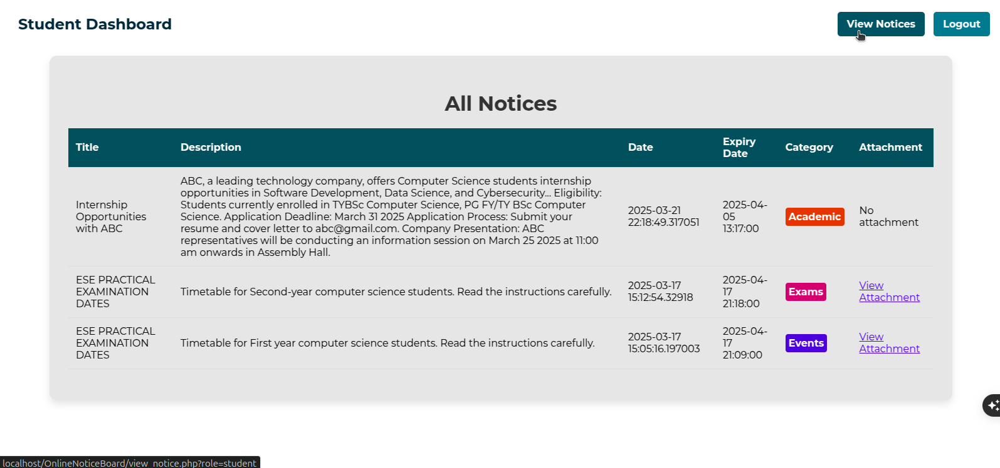 Student Dashboard
View Notices
Logout
All Notices
Title
Description
Date
Expiry
Date
Category
Attachment
Internship
Opportunities
with ABC
ABC, a leading technology company, offers Computer Science students internship
opportunities in Software Development, Data Science, and Cybersecurity... Eligibility:
Students currently enrolled in TYBSc Computer Science, PG FY/TY BSc Computer
Science. Application Deadline: March 31 2025 Application Process: Submit your
resume and cover letter to abc@gmail.com. Company Presentation: ABC
representatives will be conducting an information session on March 25 2025 at 11:00
am onwards in Assembly Hall.
2025-03-21
22:18:49.317051
2025-04-
05
13:17:00
Academic
No
attachment
ESE PRACTICAL
EXAMINATION
DATES
Timetable for Second-year computer science students. Read the instructions carefully.
2025-03-17
15:12:54.32918
2025-04-
17
21:18:00
Exams
View
Attachment
ESE PRACTICAL
EXAMINATION
DATES
Timetable for First year computer science students. Read the instructions carefully.
2025-03-17
15:05:16.197003
2025-04-
17
21:09:00
Events
View
Attachment
localhost/OnlineNoticeBoard/view_notice.php?role=student